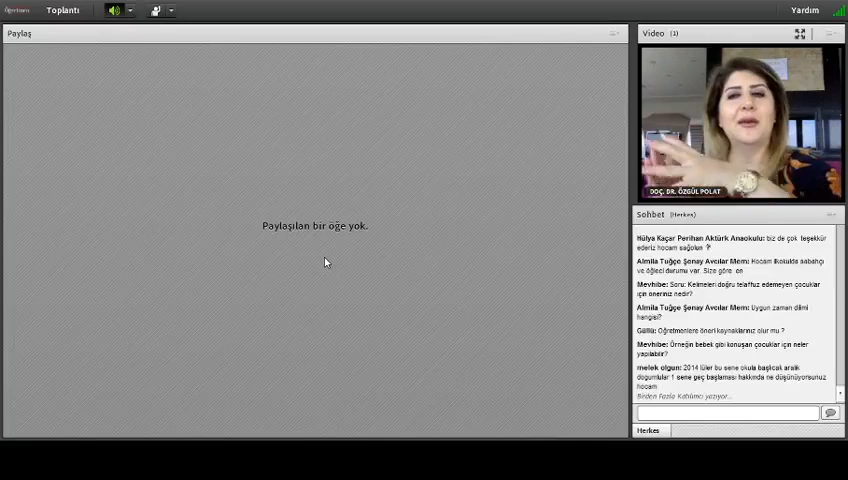 Öğretmen Toplantı Yardım
Paylaş
Video (1)
Paylaşılan bir öğe yok.
DOÇ. DR. ÖZGÜL POLAT
Sohbet (Herkes)
Hülya Kaçar Perihan Aktürk Anaokulu: biz de çok teşekkür
ederiz hocam sağolun ?
Almila Tuğçe Şenay Avcılar Mem: Hocam ilkokulda sabahçı
ve öğleci durumu var. Size göre en
Mevhibe: Soru: Kelimeleri doğru telaffuz edemeyen çocuklar
için öneriniz nedir?
Almila Tuğçe Şenay Avcılar Mem: Uygun zaman dilimi
hangisi?
Güllü: Öğretmenlere öneri kaynaklarınız olur mu ?
Mevhibe: Örneğin bebek gibi konuşan çocuklar için neler
yapılabilir?
melek olgun: 2014 lüler bu sene okula başlıcak aralık
dogumlular 1 sene geç başlaması hakkında ne düşünüyorsunuz
hocam
Birden Fazla Katılımcı yazıyor...
Herkes